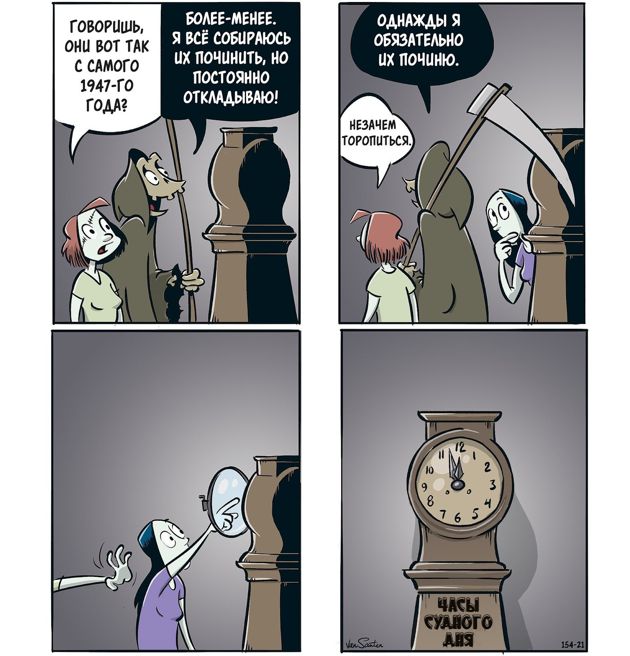 ГОВОРИШЬ,
ОНИ ВОТ ТАК
С САМОГО
1947-ГО
ГОДА?
БОЛЕЕ-МЕНЕЕ.
Я ВСЁ СОБИРАЮСЬ
ИХ ПОЧИНИТЬ, НО
ПОСТОЯННО
ОТКЛАДЫВАЮ!
ОДНАЖДЫ Я
ОБЯЗАТЕЛЬНО
ИХ ПОЧИНЮ.
НЕЗАЧЕМ
ТОРОПИТЬСЯ.
11 12 1
10 2
9 3
8 4
7 6 5
ЧАСЫ
СУДНОГО
ДНЯ
Van Santen
154-21